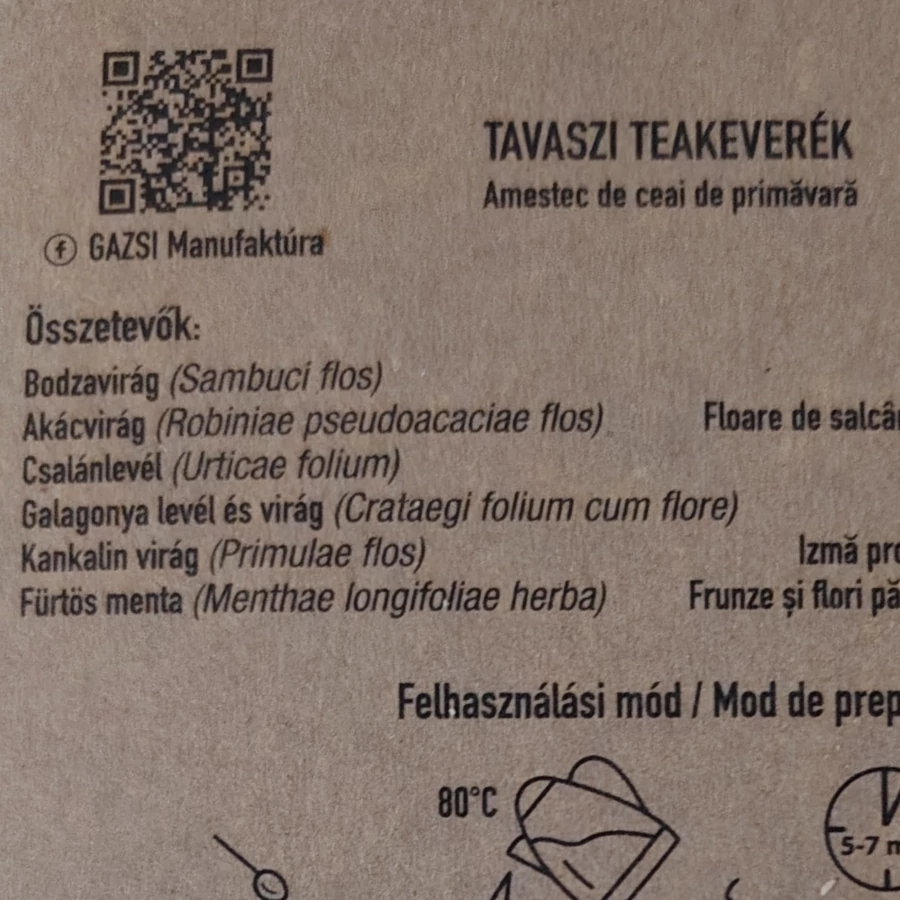 TAVASZI TEAKEVERÉK
Amestec de ceai de primăvară
GAZSI Manufaktúra
Összetevők:
Bodzavirág (Sambuci flos)
Akácvirág (Robiniae pseudoacaciae flos)
Floare de
Csalánlevél (Urticae folium)
Galagonya levél és virág (Crataegi folium cum flore)
Kankalin virág (Primulae flos)
Izmă
Fürtös menta (Menthae longifoliae herba)
Frunze și flori
Felhasználási mód / Mod de
80°C
5-7